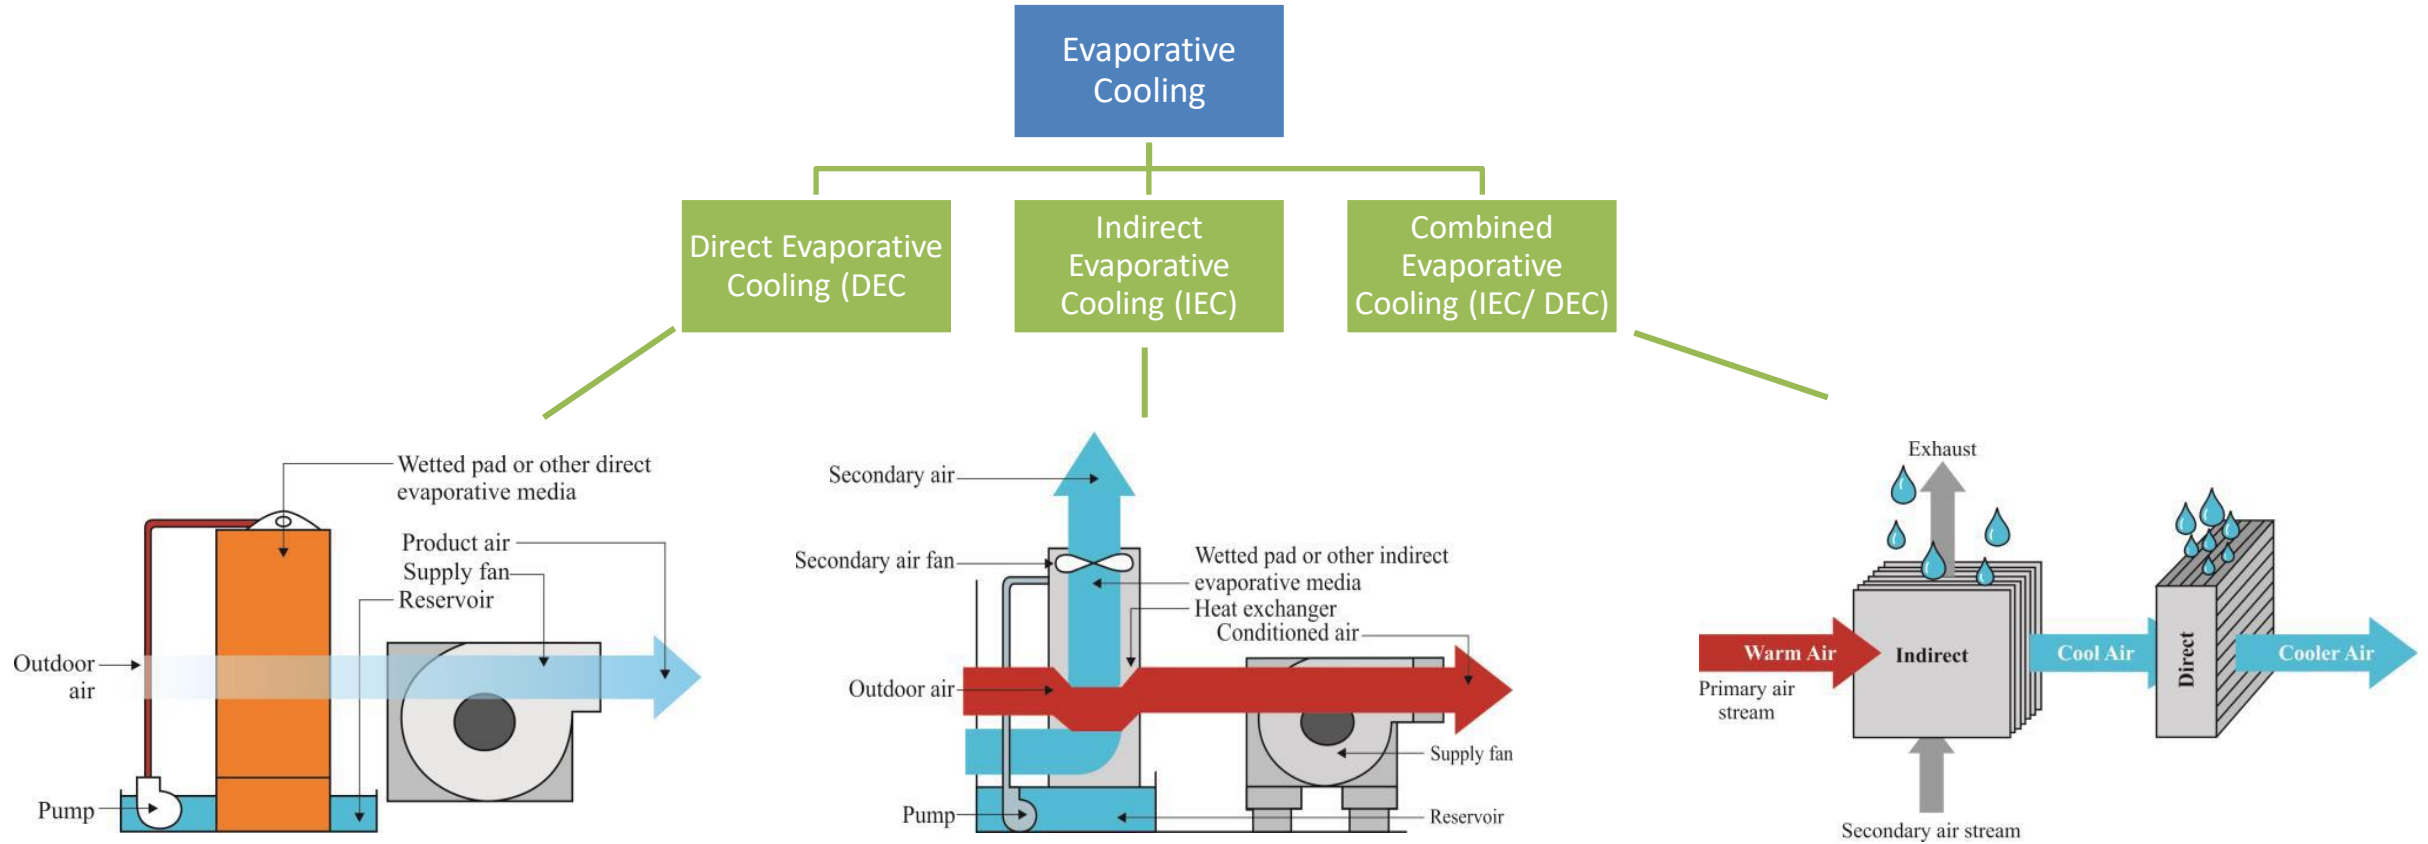 Evaporative
Cooling
Direct Evaporative
Cooling (DEC
Indirect
Evaporative
Cooling (IEC)
Combined
Evaporative
Cooling (IEC/ DEC)
Wetted pad or other direct
evaporative media
Product air
Supply fan
Reservoir
Outdoor
air
Pump
Secondary air
Secondary air fan
Wetted pad or other indirect
evaporative media
Heat exchanger
Conditioned air
Outdoor air
Supply fan
Pump
Reservoir
Exhaust
Warm Air
Indirect
Cool Air
Direct
Cooler Air
Primary air
stream
Secondary air stream